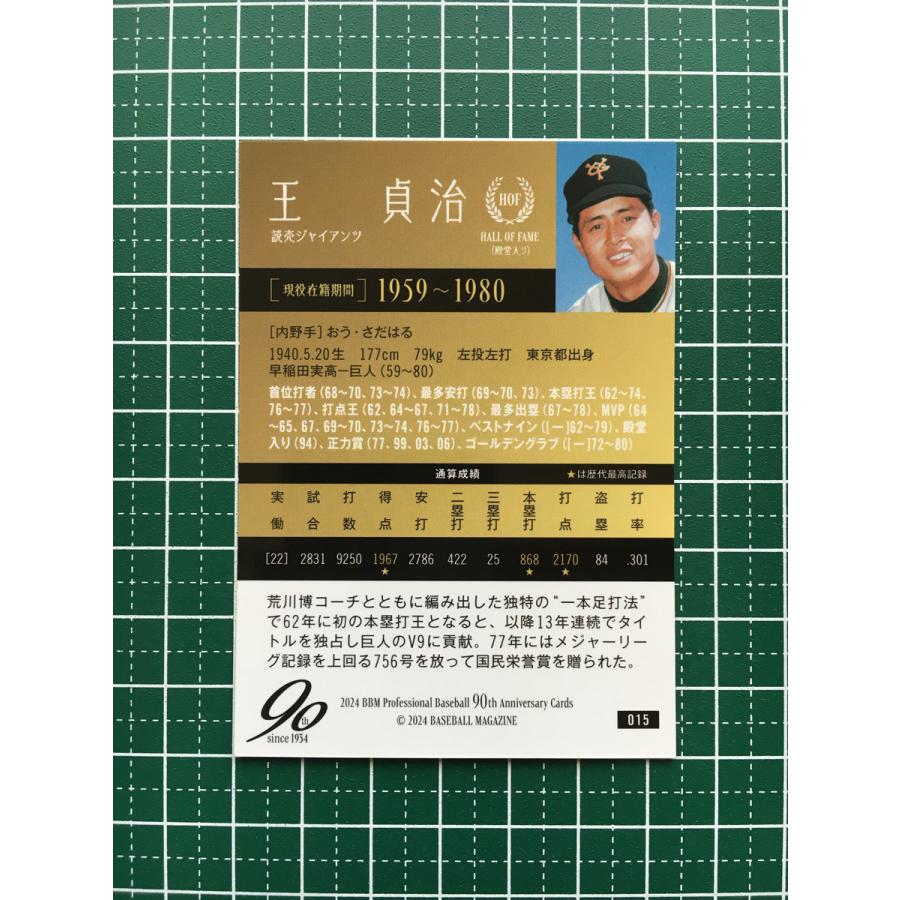 王 貞治
読売ジャイアンツ
HOF
HALL OF FAME
(殿堂入り)
[現役在籍期間] 1959～1980
[内野手]おう・さだはる
1940.5.20生 177cm 79kg 左投左打 東京都出身
早稲田実高ー巨人(59〜80)
首位打者(68〜70、73〜74)、最多安打(69〜70、73)、本塁打王(62〜74、
76〜77)、打点王(62、64〜67、71〜78)、最多出塁(67〜78)、MVP(64
〜65、67、69〜70、73〜74、76〜77)、ベストナイン([一]62〜79)、殿堂
入り(94)、正力賞(77、99、03、06)、ゴールデングラブ([一]72〜80)
通算成績 ★は歴代最高記録
実働 試合 打数 得点 安打 二塁打 三塁打 本塁打 打点 盗塁 打率
[22] 2831 9250 1967 2786 422 25 868 2170 84 .301
★ ★ ★
荒川博コーチとともに編み出した独特の“一本足打法”
で62年に初の本塁打王となると、以降13年連続でタイ
トルを独占し巨人のV9に貢献。77年にはメジャーリー
グ記録を上回る756号を放って国民栄誉賞を贈られた。
90th
since 1934
2024 BBM Professional Baseball 90th Anniversary Cards
© 2024 BASEBALL MAGAZINE
015